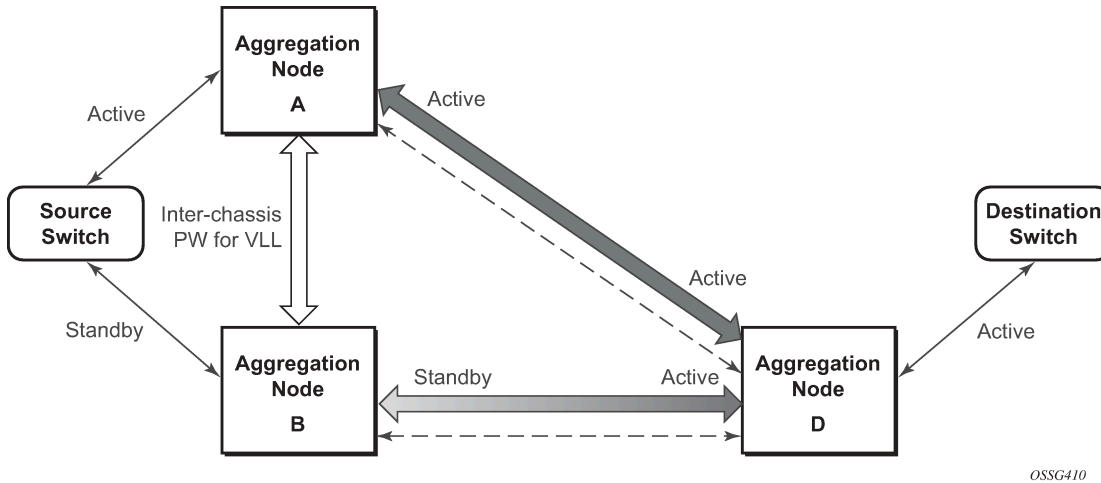 Aggregation
Node
A
Active
Active
Source
Switch
Inter-chassis
PW for VLL
Destination
Switch
Active
Standby
Active
Aggregation
Node
B
Standby
Active
Aggregation
Node
D
OSSG410